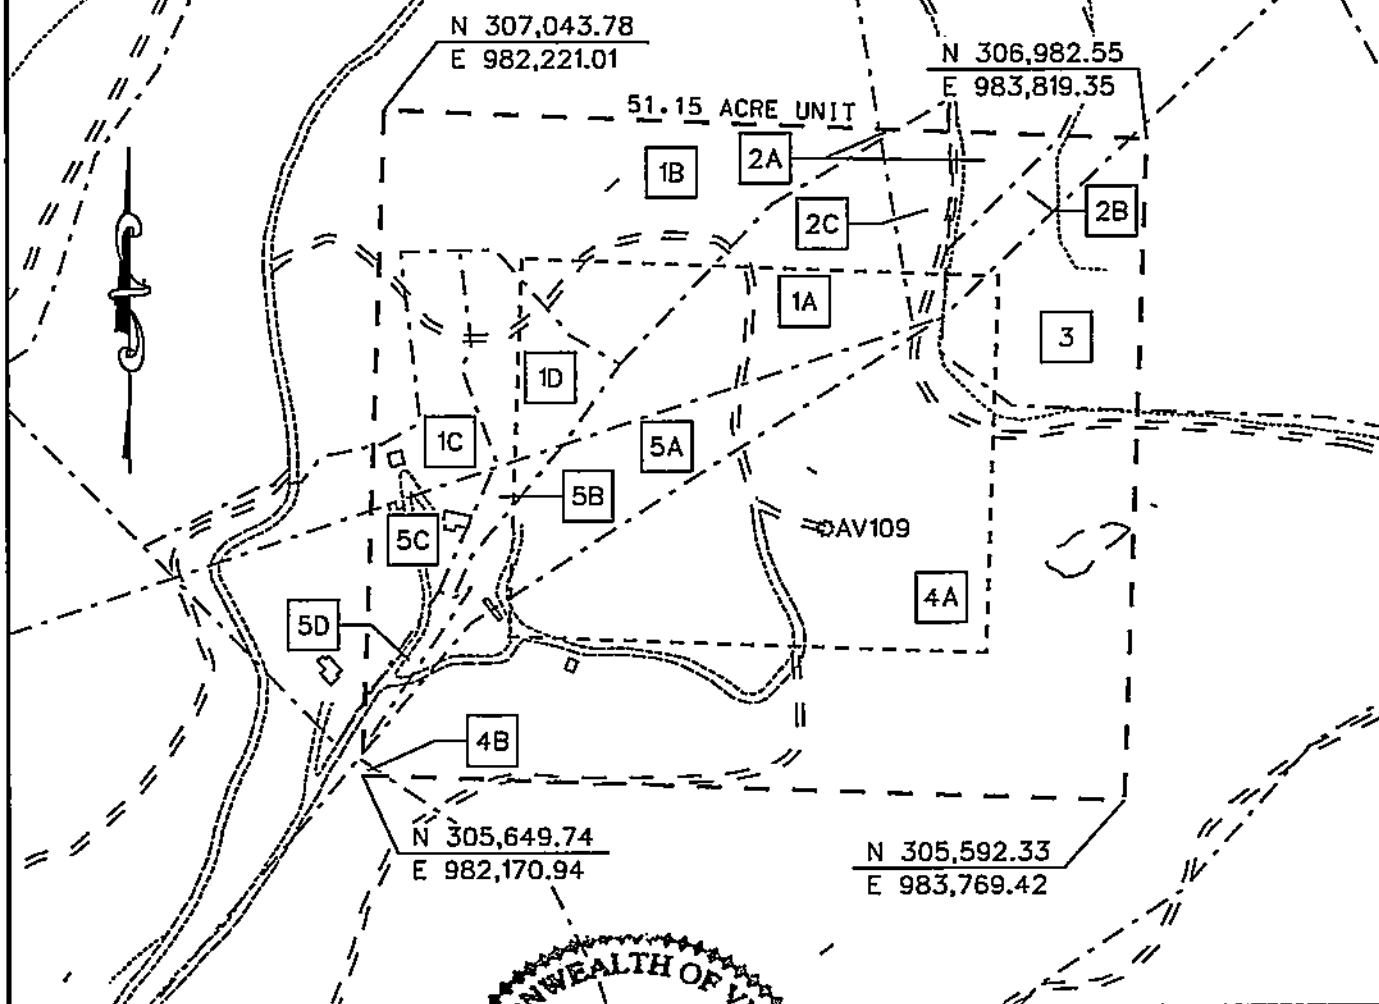 N 307,043.78
E 982,221.01
N 306,982.55
E 983,819.35
51.15 ACRE UNIT
1B
2A
2C
2B
1A
3
1D
1C
5A
5B
5C
AV109
4A
5D
4B
N 305,649.74
E 982,170.94
N 305,592.33
E 983,769.42
NWEALTH OF V